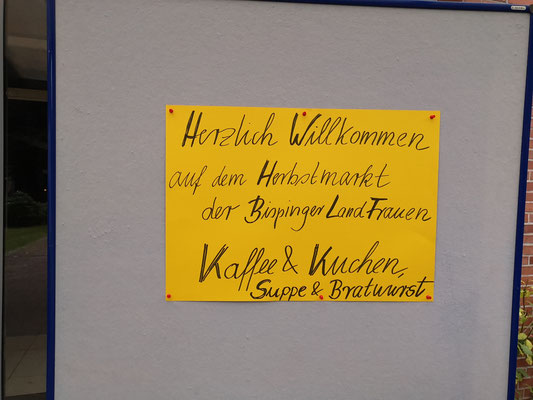 Herzlich Willkommen
auf dem Herbstmarkt
der Bispinger LandFrauen
Kaffee & Kuchen,
Suppe & Bratwurst